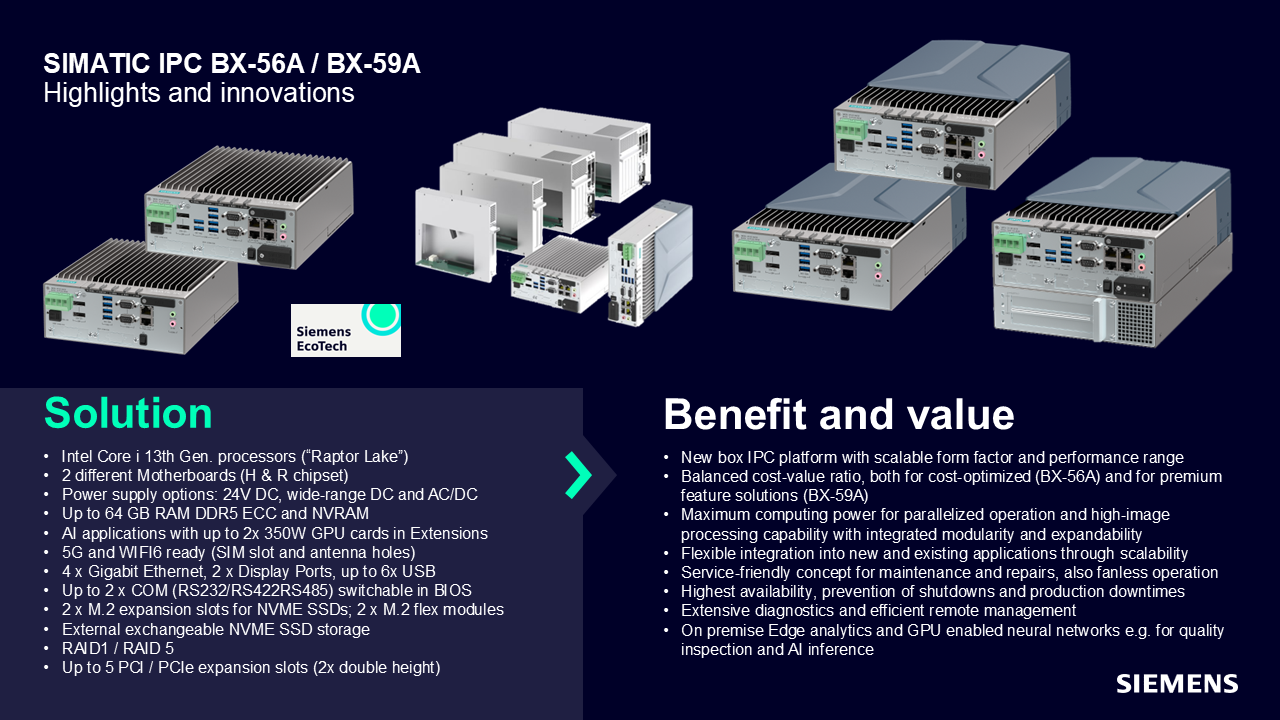 SIMATIC IPC BX-56A / BX-59A
Highlights and innovations
Siemens
EcoTech
Solution
• Intel Core i 13th Gen. processors (“Raptor Lake”)
• 2 different Motherboards (H & R chipset)
• Power supply options: 24V DC, wide-range DC and AC/DC
• Up to 64 GB RAM DDR5 ECC and NVRAM
• AI applications with up to 2x 350W GPU cards in Extensions
• 5G and WIFI6 ready (SIM slot and antenna holes)
• 4 x Gigabit Ethernet, 2 x Display Ports, up to 6x USB
• Up to 2 x COM (RS232/RS422RS485) switchable in BIOS
• 2 x M.2 expansion slots for NVME SSDs; 2 x M.2 flex modules
• External exchangeable NVME SSD storage
• RAID1 / RAID 5
• Up to 5 PCI / PCIe expansion slots (2x double height)
Benefit and value
• New box IPC platform with scalable form factor and performance range
• Balanced cost-value ratio, both for cost-optimized (BX-56A) and for premium
feature solutions (BX-59A)
• Maximum computing power for parallelized operation and high-image
processing capability with integrated modularity and expandability
• Flexible integration into new and existing applications through scalability
• Service-friendly concept for maintenance and repairs, also fanless operation
• Highest availability, prevention of shutdowns and production downtimes
• Extensive diagnostics and efficient remote management
• On premise Edge analytics and GPU enabled neural networks e.g. for quality
inspection and AI inference
SIEMENS